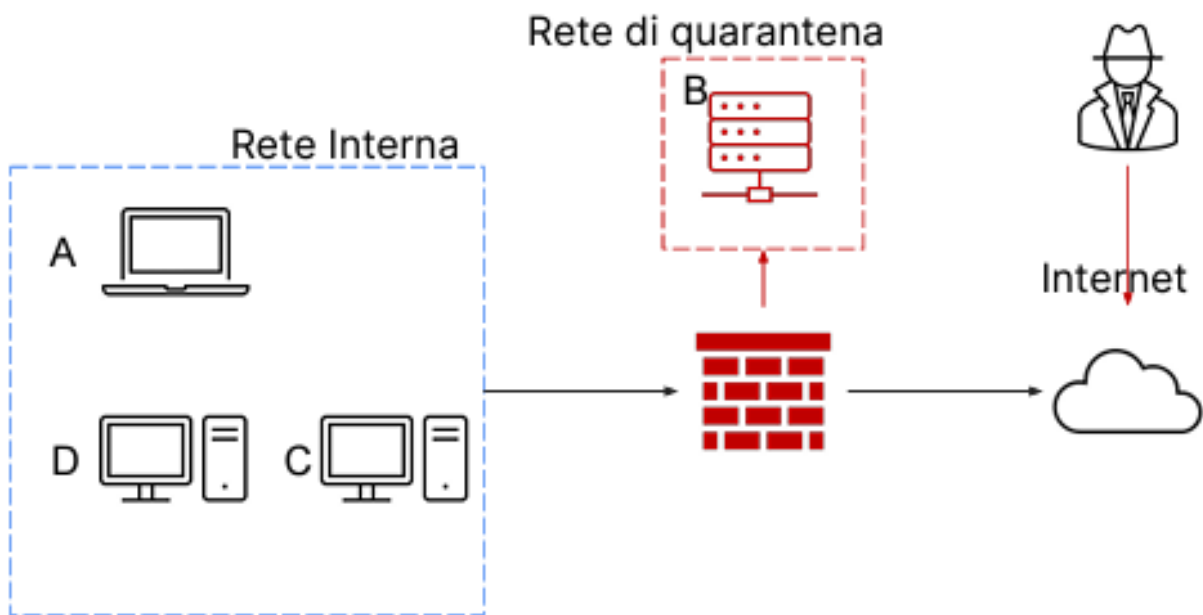 Rete di quarantena
B
Rete Interna
A
Internet
D
C